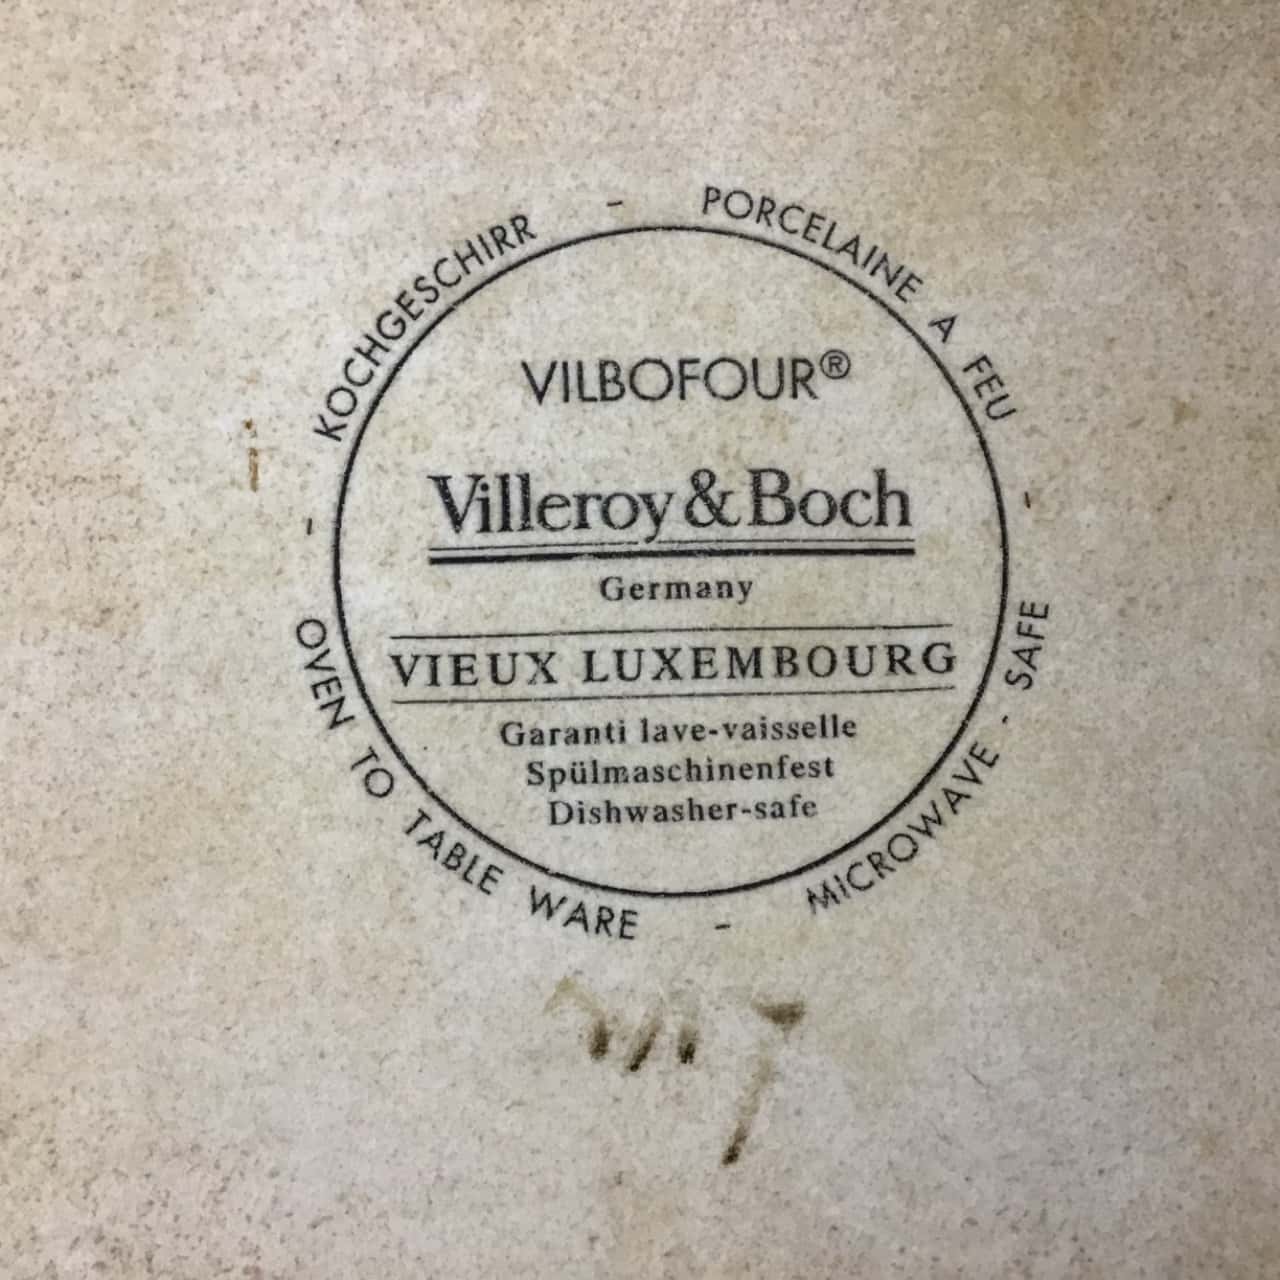 KOCHGESCHIRR - PORCELAINE A FEU - MICROWAVE - SAFE - OVEN TO TABLE WARE -
VILBOFOUR®
Villeroy & Boch
Germany
VIEUX LUXEMBOURG
Garanti lave-vaisselle
Spülmaschinenfest
Dishwasher-safe